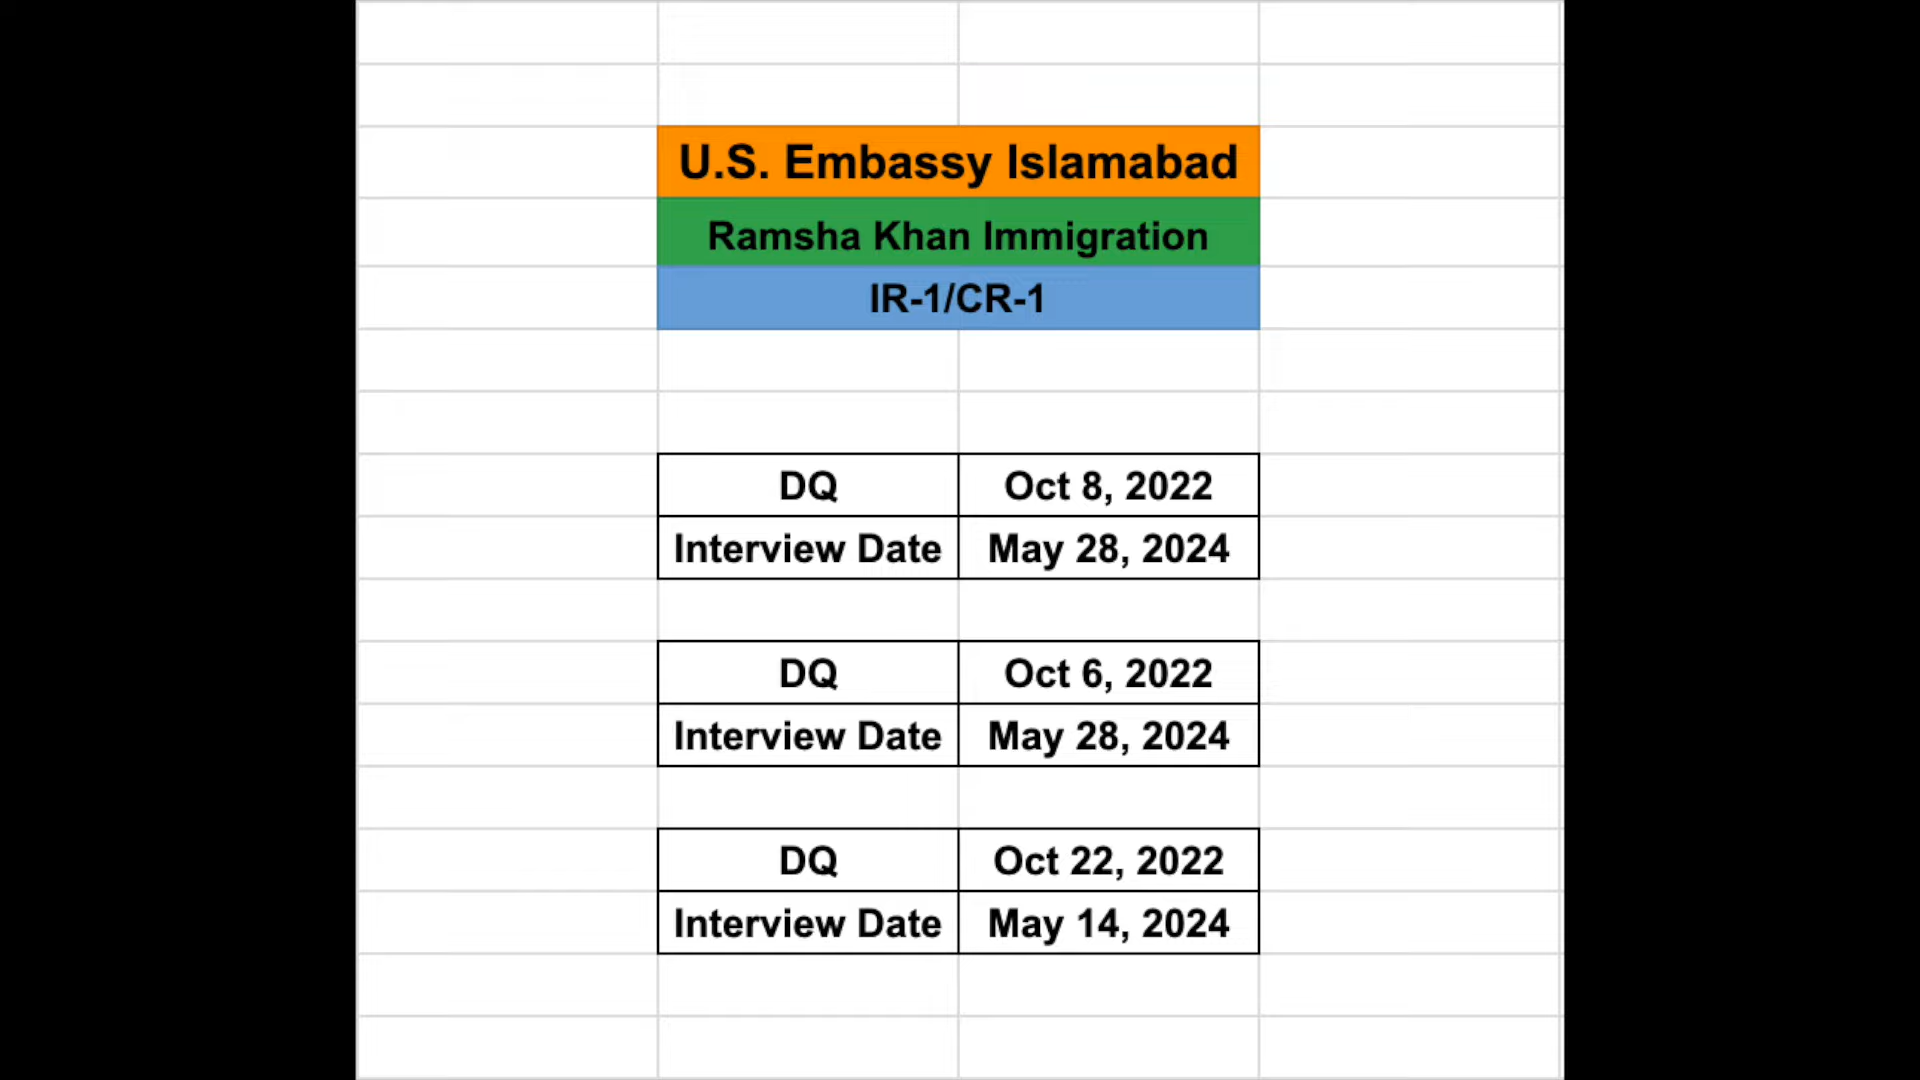 U.S. Embassy Islamabad
Ramsha Khan Immigration
IR-1/CR-1
DQ Oct 8, 2022
Interview Date May 28, 2024
DQ Oct 6, 2022
Interview Date May 28, 2024
DQ Oct 22, 2022
Interview Date May 14, 2024